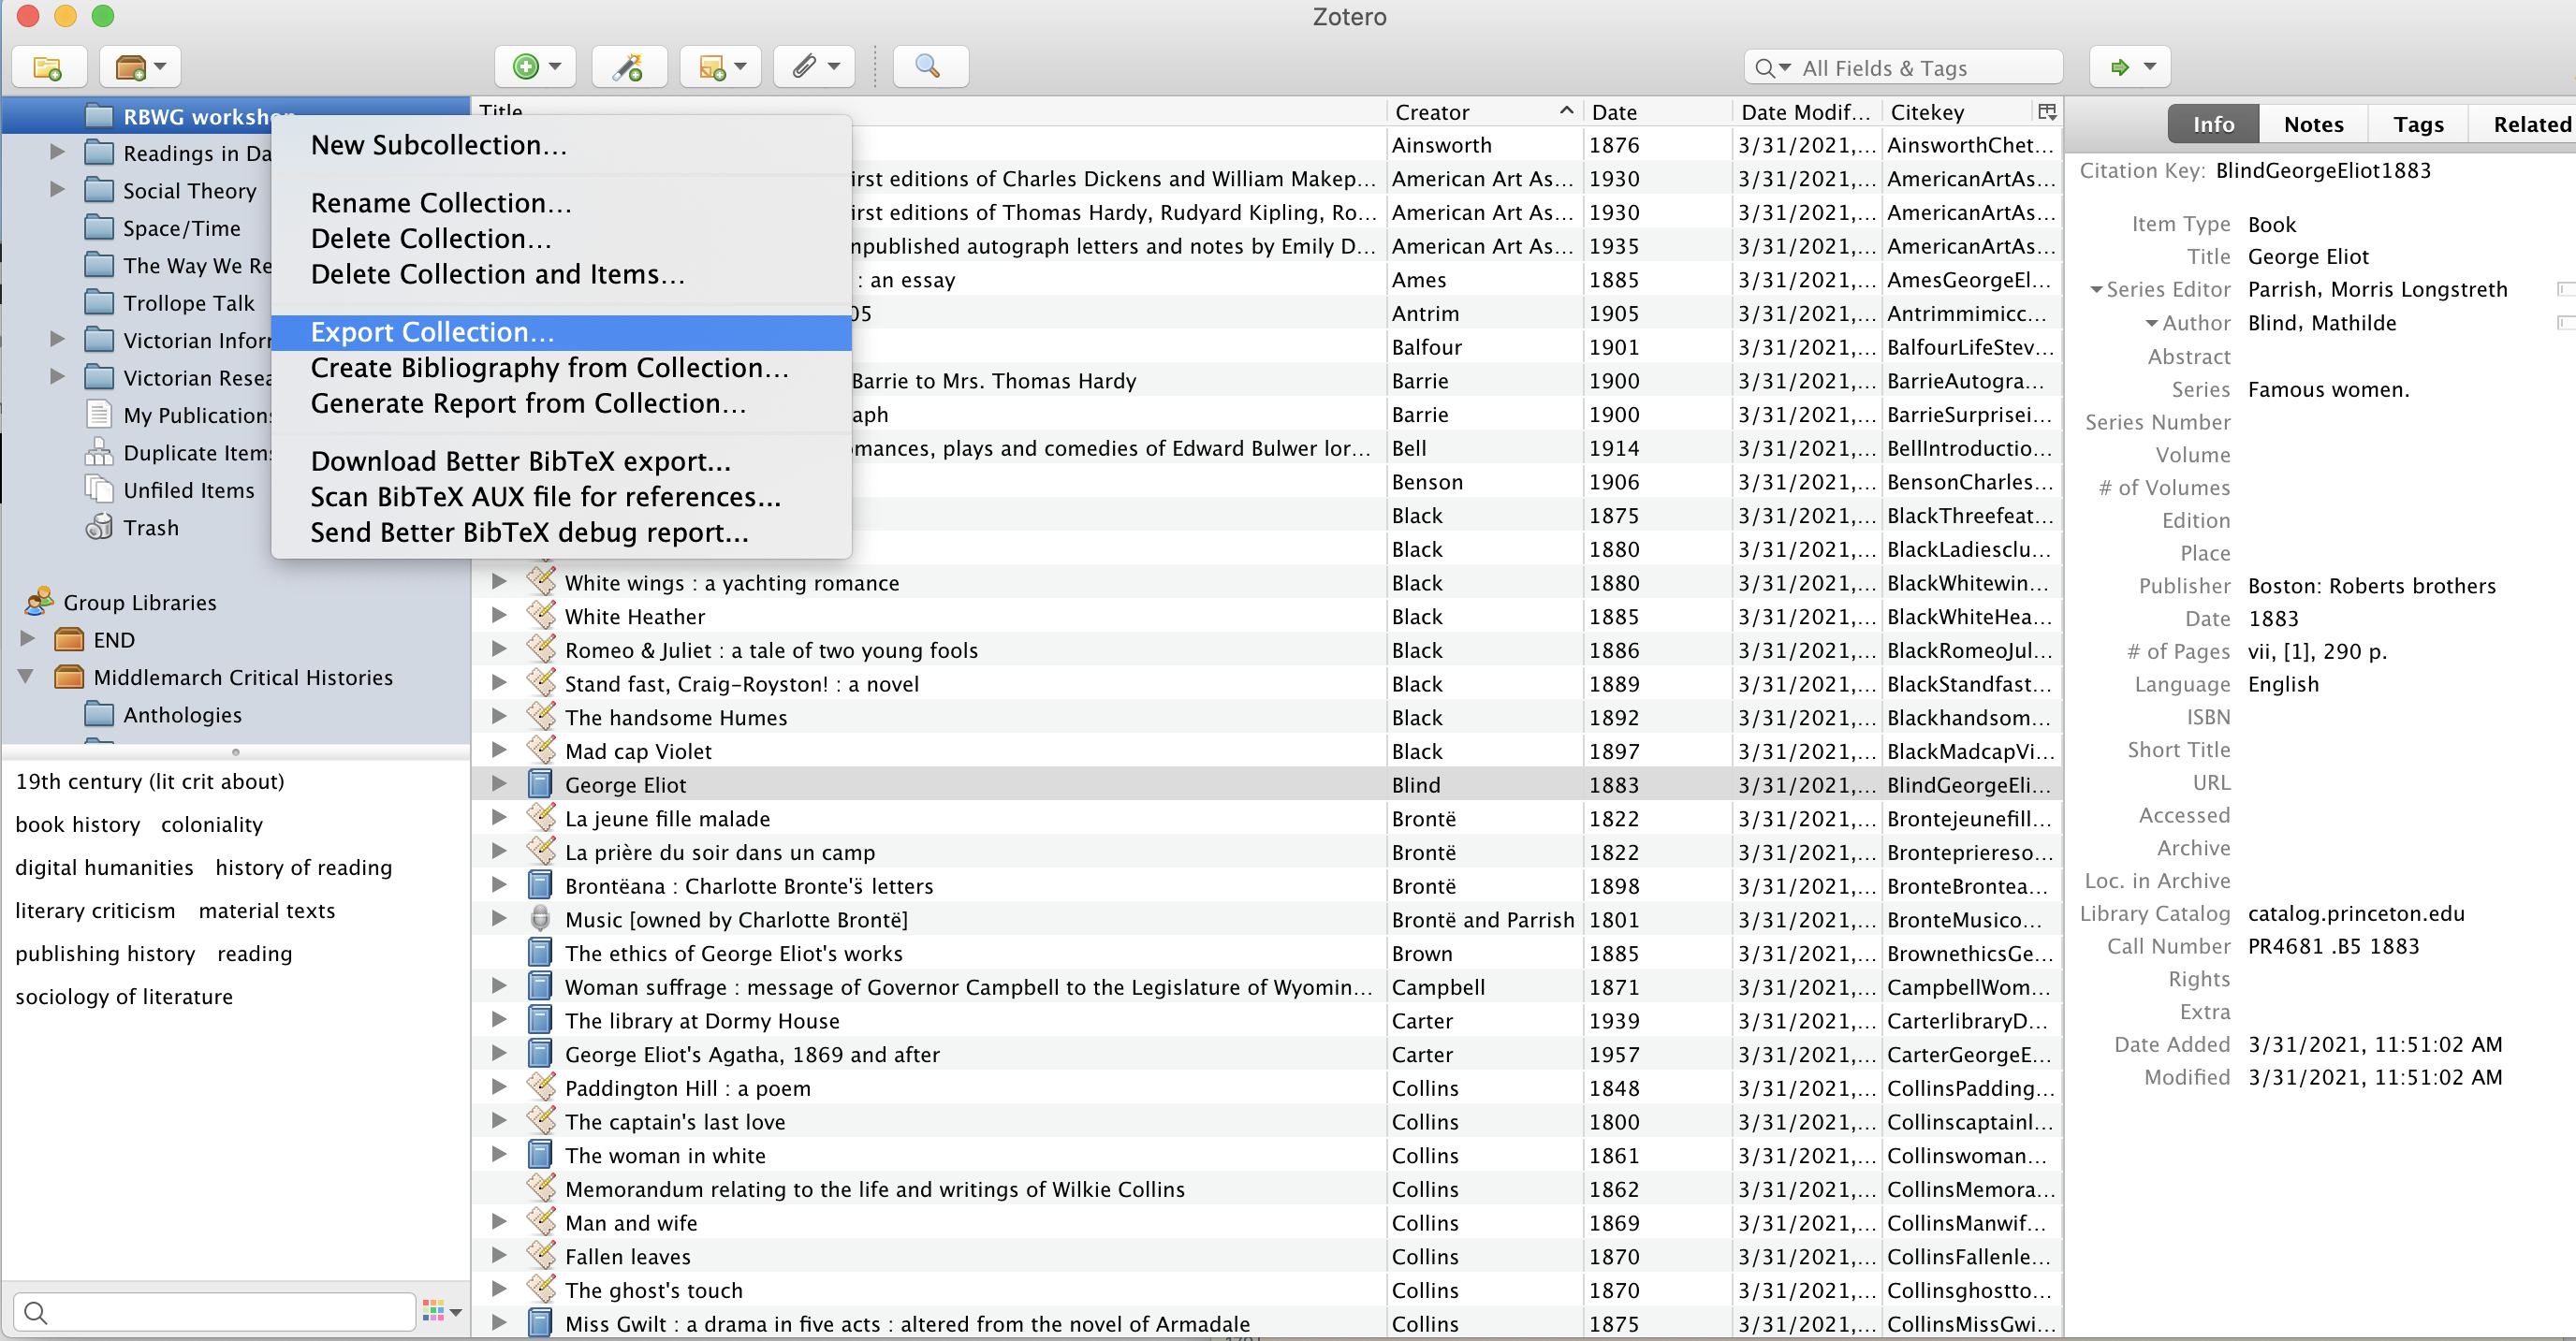 Zotero
All Fields & Tags
RBWG workshop
Readings in Da
Social Theory
Space/Time
The Way We Re
Trollope Talk
Victorian Infor
Victorian Resea
My Publications
Duplicate Items
Unfiled Items
Trash
Group Libraries
END
Middlemarch Critical Histories
Anthologies
19th century (lit crit about)
book history coloniality
digital humanities history of reading
literary criticism material texts
publishing history reading
sociology of literature
New Subcollection...
Rename Collection...
Delete Collection...
Delete Collection and Items...
Export Collection...
Create Bibliography from Collection...
Generate Report from Collection...
Download Better BibTeX export...
Scan BibTeX AUX file for references...
Send Better BibTeX debug report...
Title Creator Date Date Modif... Citekey
Ainsworth 1876 3/31/2021,... AinsworthChet...
irst editions of Charles Dickens and William Makep... American Art As... 1930 3/31/2021,... AmericanArtAs...
irst editions of Thomas Hardy, Rudyard Kipling, Ro... American Art As... 1930 3/31/2021,... AmericanArtAs...
npublished autograph letters and notes by Emily D... American Art As... 1935 3/31/2021,... AmericanArtAs...
: an essay Ames 1885 3/31/2021,... AmesGeorgeEl...
05 Antrim 1905 3/31/2021,... Antrimmimicc...
Balfour 1901 3/31/2021,... BalfourLifeStev...
Barrie to Mrs. Thomas Hardy Barrie 1900 3/31/2021,... BarrieAutogra...
aph Barrie 1900 3/31/2021,... BarrieSurprisei...
omances, plays and comedies of Edward Bulwer lor... Bell 1914 3/31/2021,... BellIntroductio...
Benson 1906 3/31/2021,... BensonCharles...
Black 1875 3/31/2021,... BlackThreefeat...
Black 1880 3/31/2021,... BlackLadiesclu...
White wings : a yachting romance Black 1880 3/31/2021,... BlackWhitewin...
White Heather Black 1885 3/31/2021,... BlackWhiteHea...
Romeo & Juliet : a tale of two young fools Black 1886 3/31/2021,... BlackRomeoJul...
Stand fast, Craig-Royston! : a novel Black 1889 3/31/2021,... BlackStandfast...
The handsome Humes Black 1892 3/31/2021,... Blackhandsom...
Mad cap Violet Black 1897 3/31/2021,... BlackMadcapVi...
George Eliot Blind 1883 3/31/2021,... BlindGeorgeEli...
La jeune fille malade Brontë 1822 3/31/2021,... Brontejeunefill...
La prière du soir dans un camp Brontë 1822 3/31/2021,... Brontepriereso...
Brontëana : Charlotte Bronte's̈ letters Brontë 1898 3/31/2021,... BronteBrontea...
Music [owned by Charlotte Brontë] Brontë and Parrish 1801 3/31/2021,... BronteMusico...
The ethics of George Eliot's works Brown 1885 3/31/2021,... BrownethicsGe...
Woman suffrage : message of Governor Campbell to the Legislature of Wyomin... Campbell 1871 3/31/2021,... CampbellWom...
The library at Dormy House Carter 1939 3/31/2021,... CarterlibraryD...
George Eliot's Agatha, 1869 and after Carter 1957 3/31/2021,... CarterGeorgeE...
Paddington Hill : a poem Collins 1848 3/31/2021,... CollinsPadding...
The captain's last love Collins 1800 3/31/2021,... Collinscaptainl...
The woman in white Collins 1861 3/31/2021,... Collinswoman...
Memorandum relating to the life and writings of Wilkie Collins Collins 1862 3/31/2021,... CollinsMemora...
Man and wife Collins 1869 3/31/2021,... CollinsManwif...
Fallen leaves Collins 1870 3/31/2021,... CollinsFallenle...
The ghost's touch Collins 1870 3/31/2021,... Collinsghostto...
Miss Gwilt : a drama in five acts : altered from the novel of Armadale Collins 1875 3/31/2021,... CollinsMissGwi...
Info Notes Tags Related
Citation Key: BlindGeorgeEliot1883
Item Type Book
Title George Eliot
Series Editor Parrish, Morris Longstreth
Author Blind, Mathilde
Abstract
Series Famous women.
Series Number
Volume
# of Volumes
Edition
Place
Publisher Boston: Roberts brothers
Date 1883
# of Pages vii, [1], 290 p.
Language English
ISBN
Short Title
URL
Accessed
Archive
Loc. in Archive
Library Catalog catalog.princeton.edu
Call Number PR4681 .B5 1883
Rights
Extra
Date Added 3/31/2021, 11:51:02 AM
Modified 3/31/2021, 11:51:02 AM